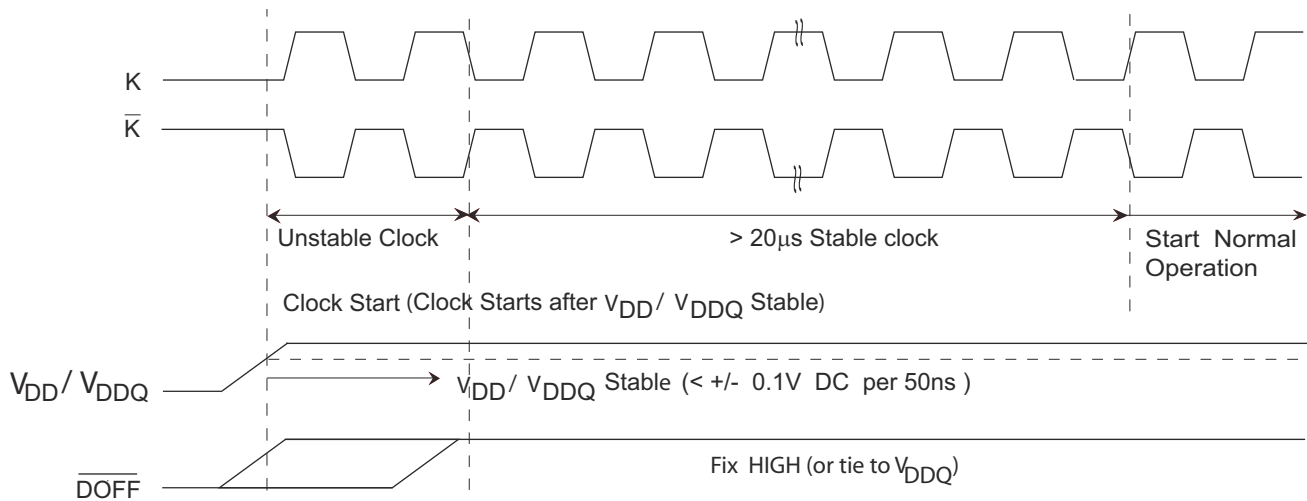 K
K̅
Unstable Clock
> 20μs Stable clock
Start Normal
Operation
Clock Start (Clock Starts after VDD / VDDQ Stable)
VDD / VDDQ
VDD / VDDQ Stable (< +/- 0.1V DC per 50ns )
Fix HIGH (or tie to VDDQ)
D̅O̅F̅F̅